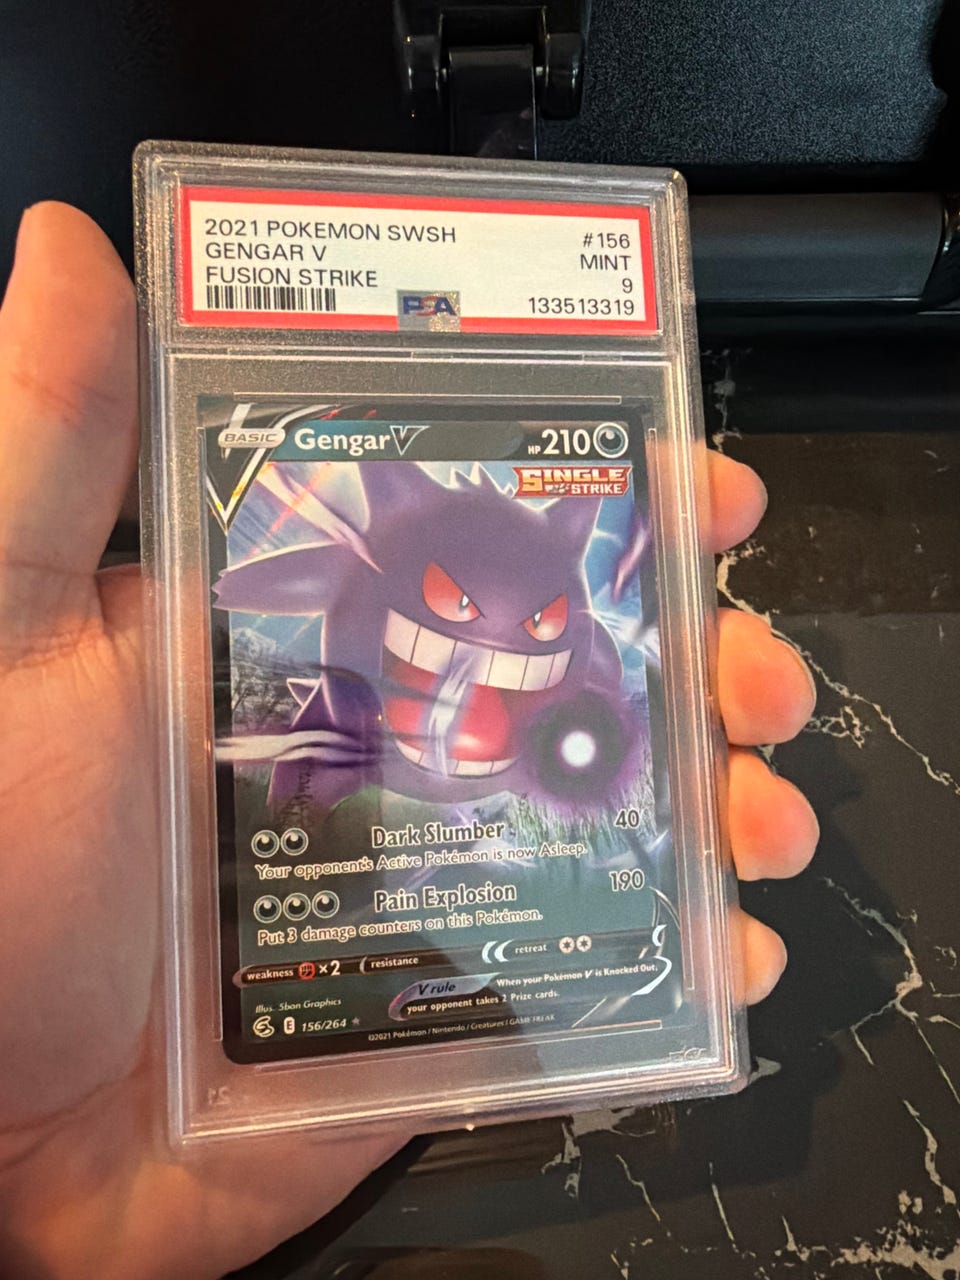 2021 POKEMON SWSH #156
GENGAR V MINT
FUSION STRIKE 9
PSA 133513319
BASIC Gengar V HP 210
SINGLE
STRIKE
Dark Slumber 40
Your opponent's Active Pokémon is now Asleep.
Pain Explosion 190
Put 3 damage counters on this Pokémon.
weakness ×2 resistance retreat
V rule When your Pokémon V is Knocked Out,
your opponent takes 2 Prize cards.
Illus. 5ban Graphics
E 156/264
©2021 Pokémon / Nintendo / Creatures / GAME FREAK